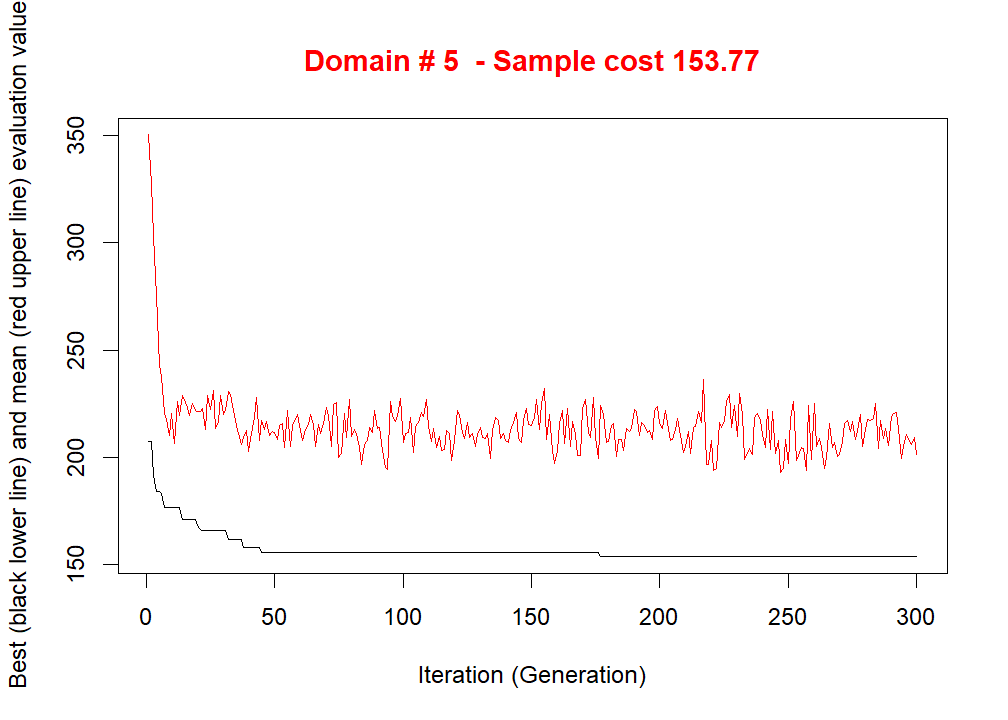 Domain # 5  - Sample cost 153.77
Best (black lower line) and mean (red upper line) evaluation value
350
300
250
200
150
0 50 100 150 200 250 300
Iteration (Generation)